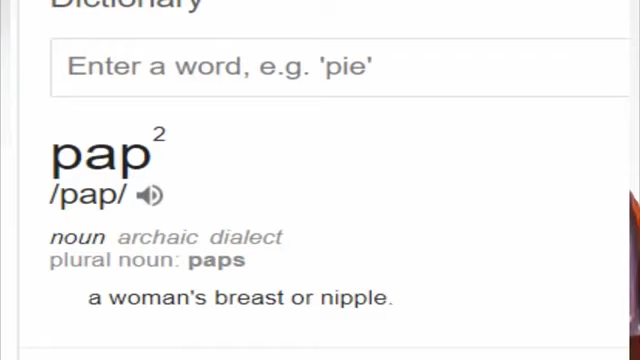 Dictionary
Enter a word, e.g. 'pie'
pap²
/pap/
noun archaic dialect
plural noun: paps
a woman's breast or nipple.